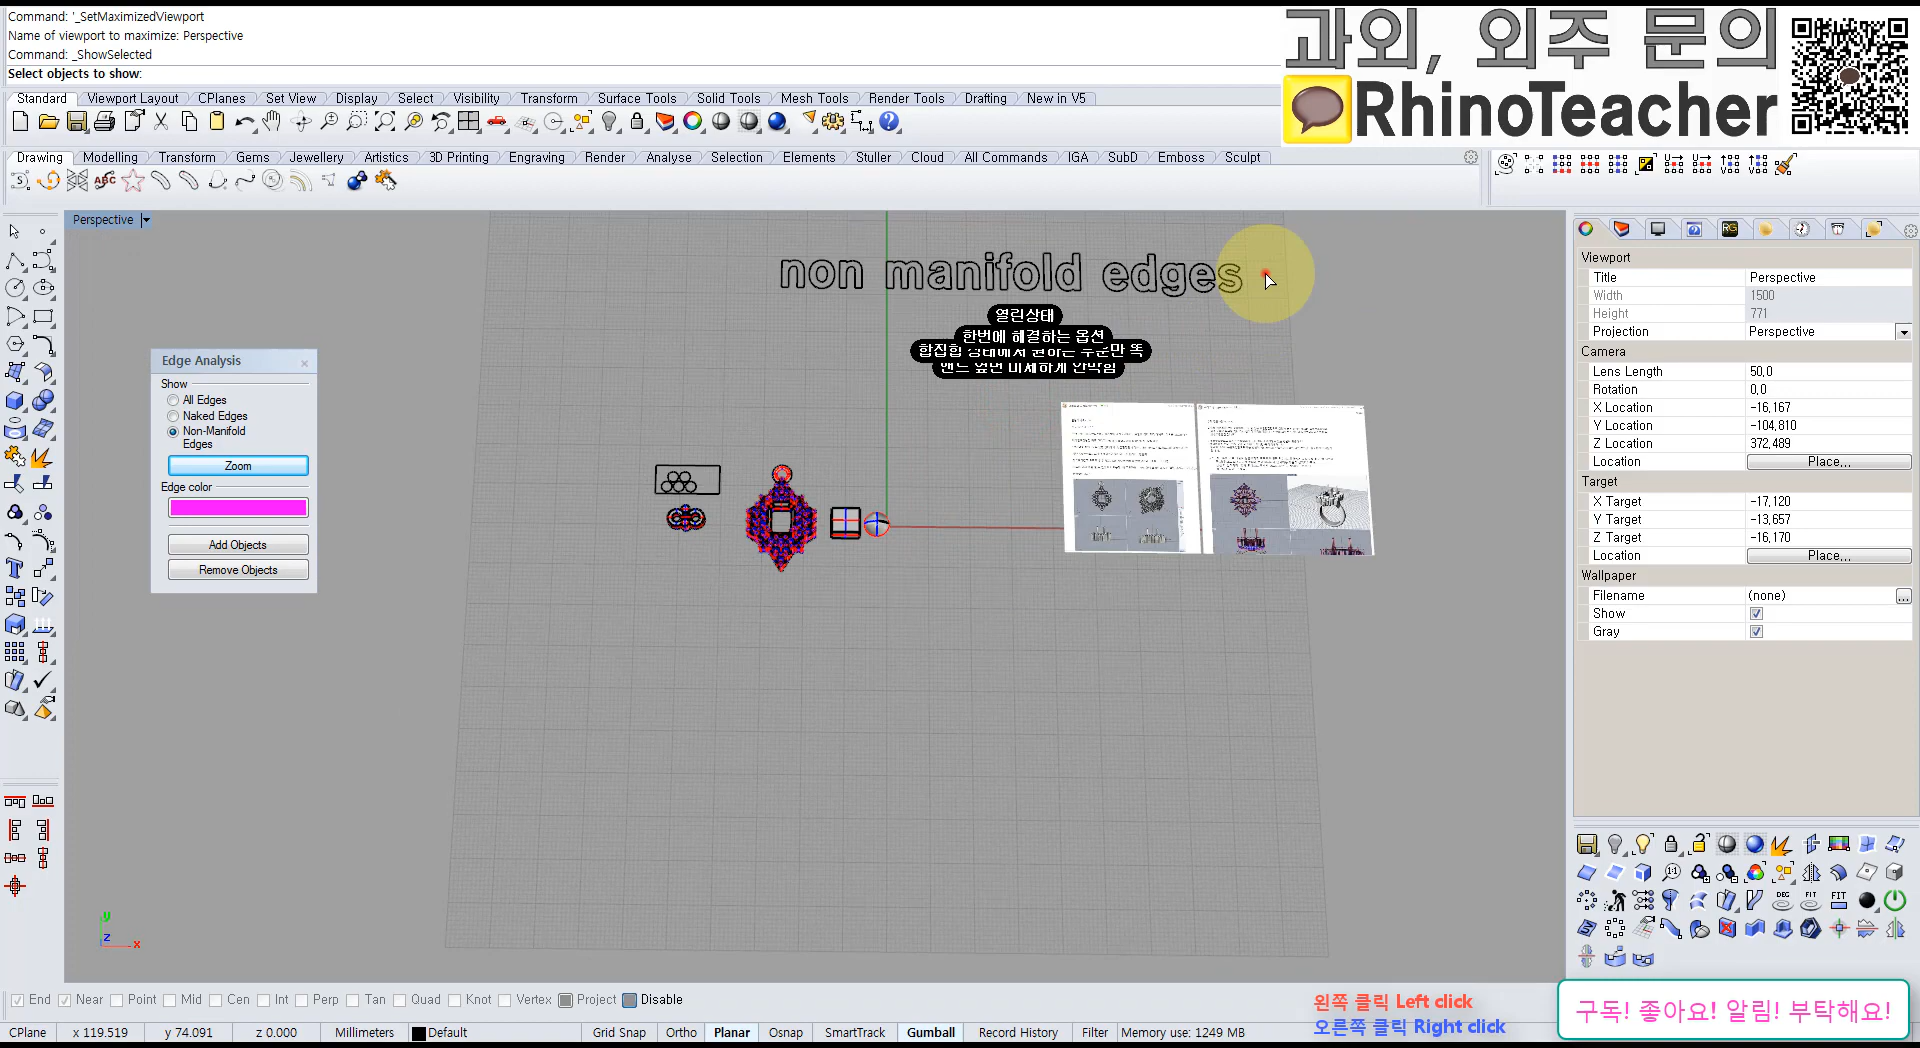 Command: '_SetMaximizedViewport
Name of viewport to maximize: Perspective
Command: _ShowSelected
Select objects to show:
과외, 외주 문의
RhinoTeacher
Standard Viewport Layout CPlanes Set View Display Select Visibility Transform Surface Tools Solid Tools Mesh Tools Render Tools Drafting New in V5
Drawing Modelling Transform Gems Jewellery Artistics 3D Printing Engraving Render Analyse Selection Elements Stuller Cloud All Commands IGA SubD Emboss Sculpt
Perspective
non manifold edges
열린상태
한번에 해결하는 옵션
Edge Analysis
Show
All Edges
Naked Edges
Non-Manifold
Edges
Zoom
Edge color
Add Objects
Remove Objects
Viewport
Title Perspective
Width 1500
Height 771
Projection Perspective
Camera
Lens Length 50,0
Rotation 0,0
X Location -16,167
Y Location -104,810
Z Location 372,489
Location Place...
Target
X Target -17,120
Y Target -13,657
Z Target -16,170
Location Place...
Wallpaper
Filename (none) ...
Show
Gray
y
z
x
End Near Point Mid Cen Int Perp Tan Quad Knot Vertex Project Disable
왼쪽 클릭 Left click
오른쪽 클릭 Right click
구독! 좋아요! 알림! 부탁해요!
CPlane x 119.519 y 74.091 z 0.000 Millimeters Default Grid Snap Ortho Planar Osnap SmartTrack Gumball Record History Filter Memory use: 1249 MB